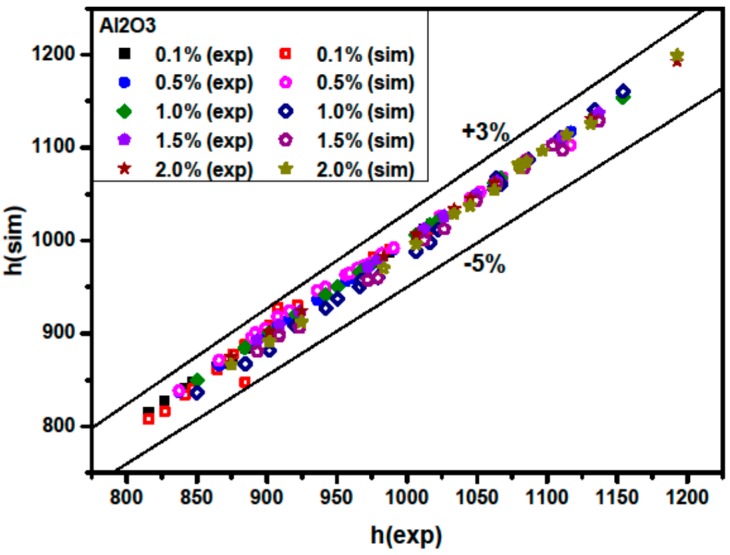 Al2O3
0.1% (exp) 0.1% (sim)
0.5% (exp) 0.5% (sim)
1.0% (exp) 1.0% (sim)
1.5% (exp) 1.5% (sim)
2.0% (exp) 2.0% (sim)
+3%
-5%
1200
1100
1000
900
800
h(sim)
800 850 900 950 1000 1050 1100 1150 1200
h(exp)